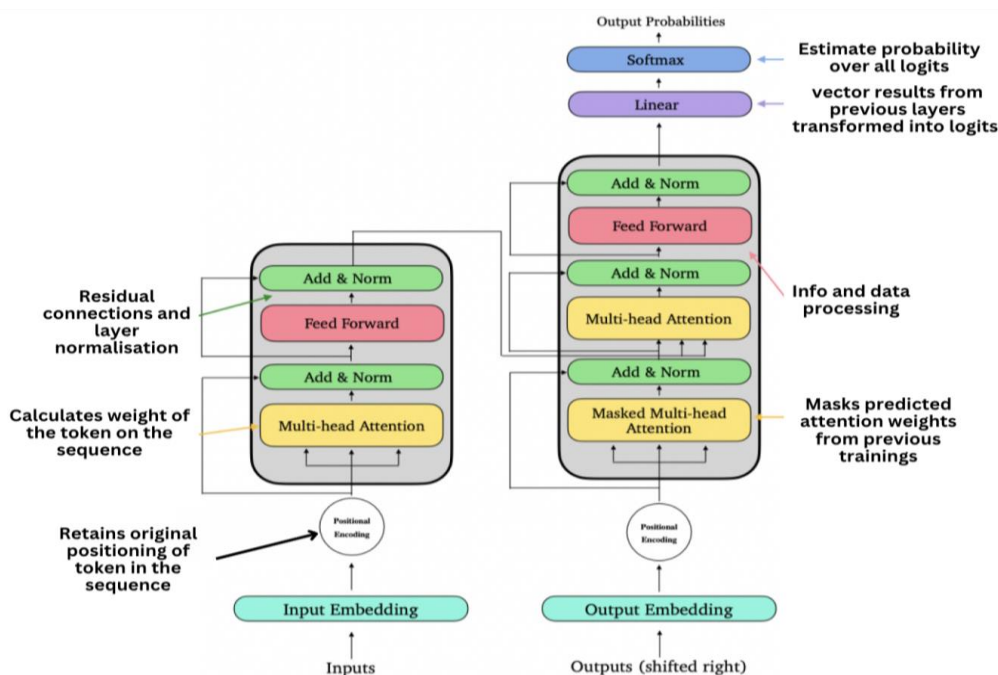 Output Probabilities
Softmax
Estimate probability
over all logits
Linear
vector results from
previous layers
transformed into logits
Add & Norm
Feed Forward
Add & Norm
Info and data
processing
Multi-head Attention
Add & Norm
Masked Multi-head
Attention
Masks predicted
attention weights
from previous
trainings
Positional
Encoding
Output Embedding
Outputs (shifted right)
Add & Norm
Residual
connections and
layer
normalisation
Feed Forward
Add & Norm
Calculates weight of
the token on the
sequence
Multi-head Attention
Retains original
positioning of
token in the
sequence
Positional
Encoding
Input Embedding
Inputs